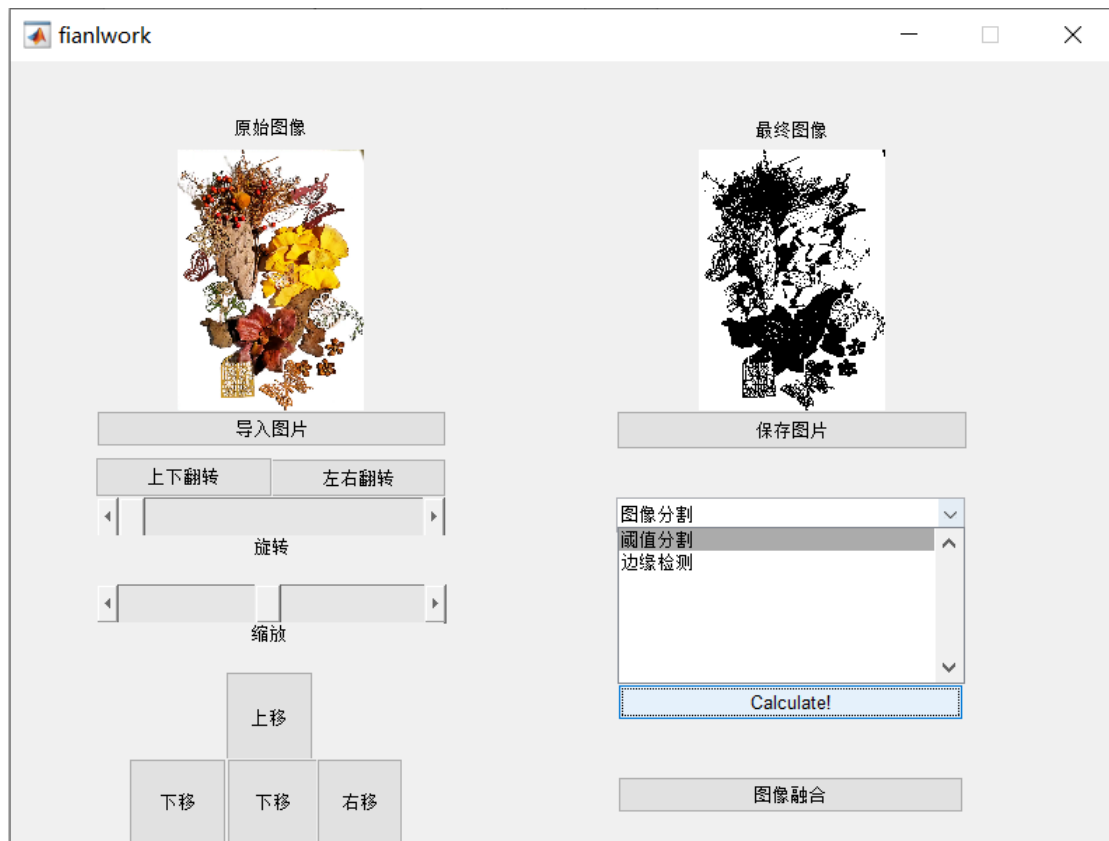 fianlwork
原始图像
最终图像
导入图片
保存图片
上下翻转
左右翻转
旋转
缩放
图像分割
阈值分割
边缘检测
Calculate!
上移
下移
下移
右移
图像融合